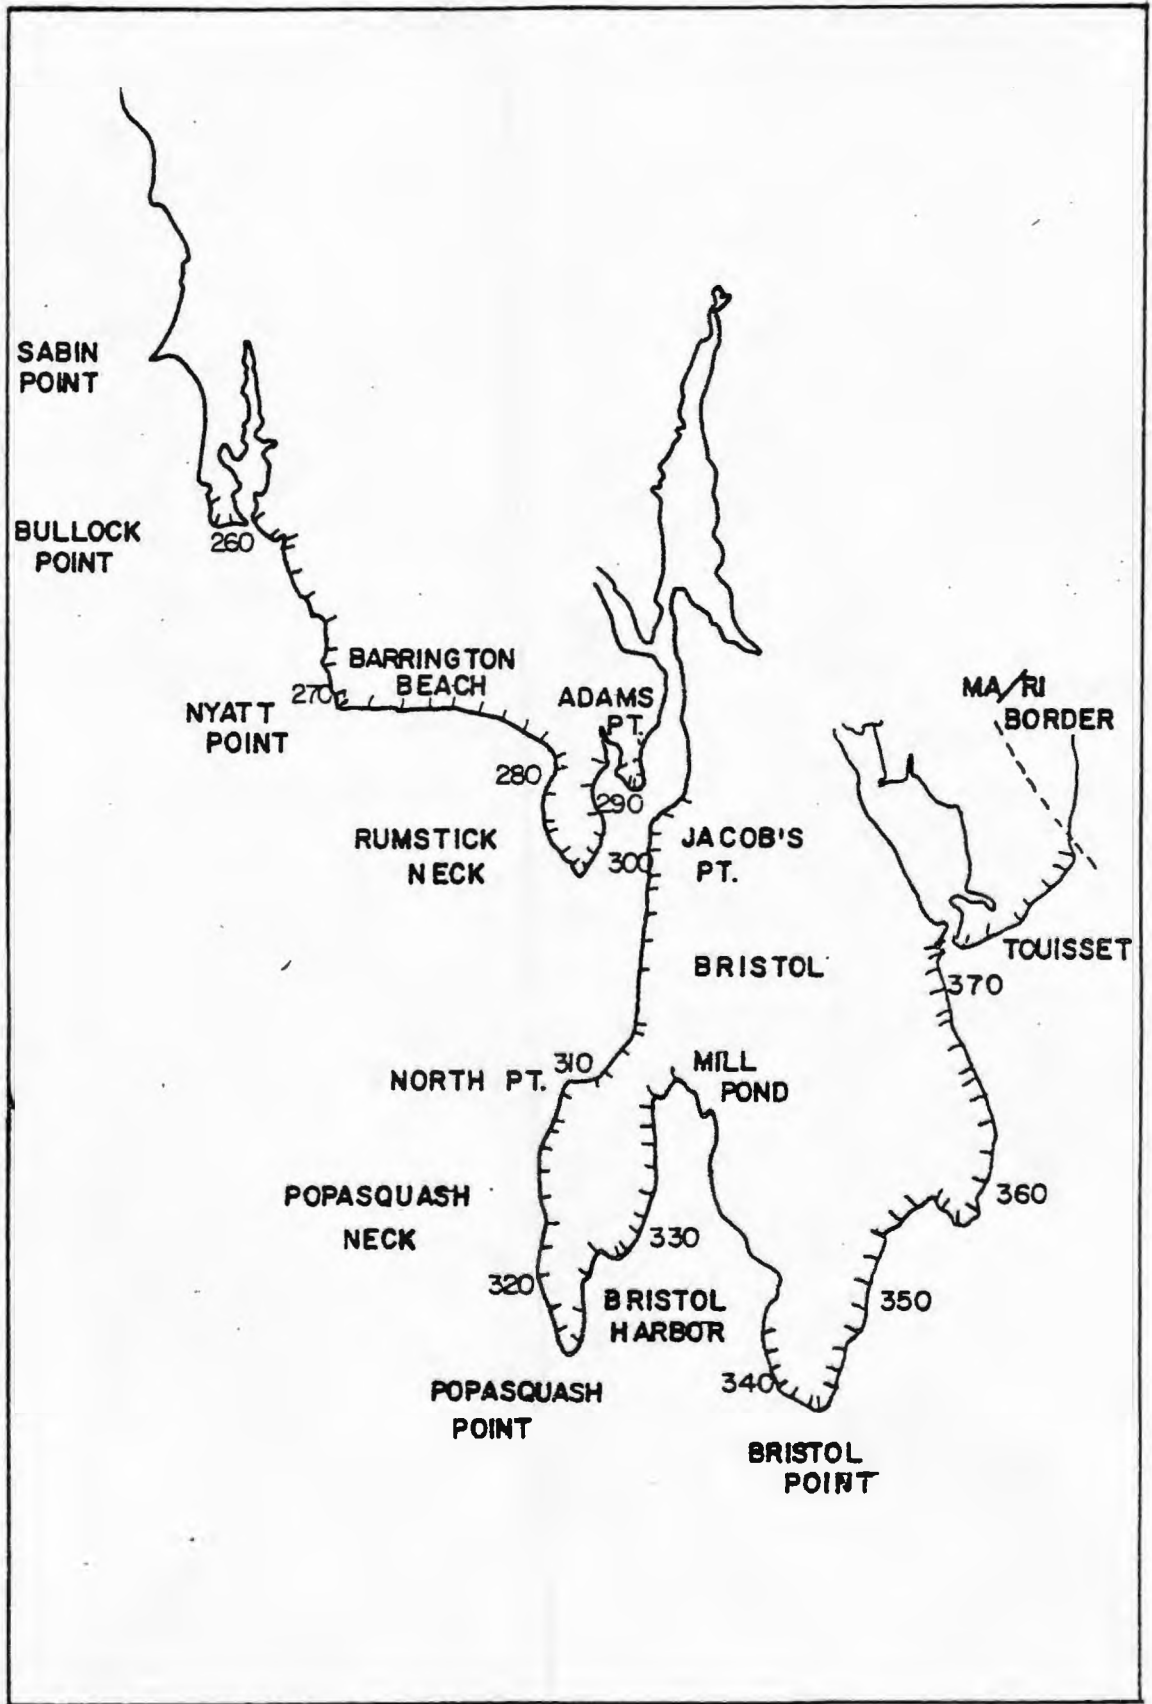 SABIN
POINT
BULLOCK
POINT
260
BARRINGTON
BEACH
270
NYATT
POINT
ADAMS
PT.
MA/RI
BORDER
280
290
RUMSTICK
NECK
300
JACOB'S
PT.
TOUISSET
BRISTOL
370
310
NORTH PT.
MILL
POND
POPASQUASH
NECK
360
330
320
BRISTOL
HARBOR
350
340
POPASQUASH
POINT
BRISTOL
POINT